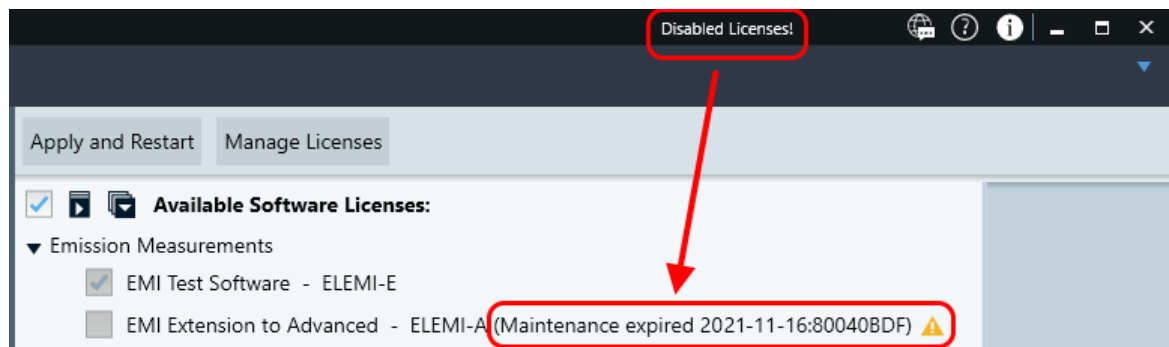 Disabled Licenses!
Apply and Restart Manage Licenses
Available Software Licenses:
Emission Measurements
EMI Test Software - ELEMI-E
EMI Extension to Advanced - ELEMI-A (Maintenance expired 2021-11-16:80040BDF)